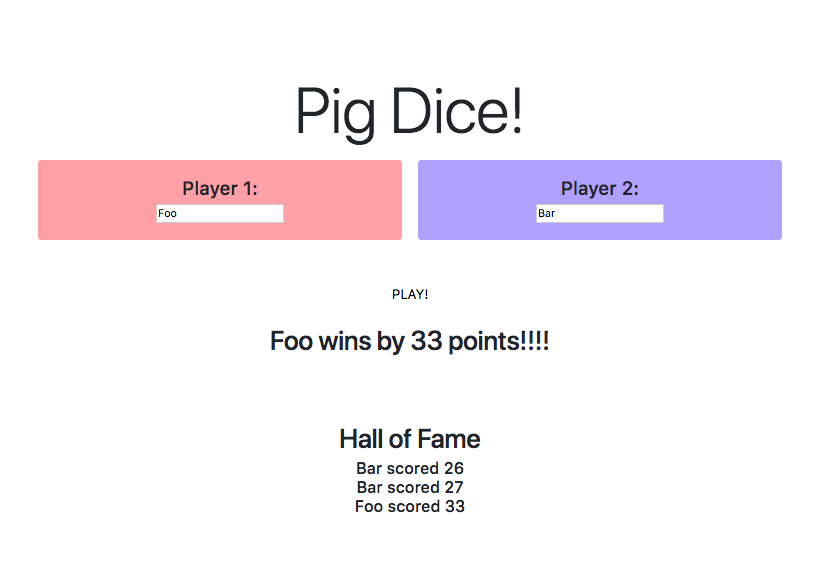 Pig Dice!
Player 1:
Foo
Player 2:
Bar
PLAY!
Foo wins by 33 points!!!!
Hall of Fame
Bar scored 26
Bar scored 27
Foo scored 33